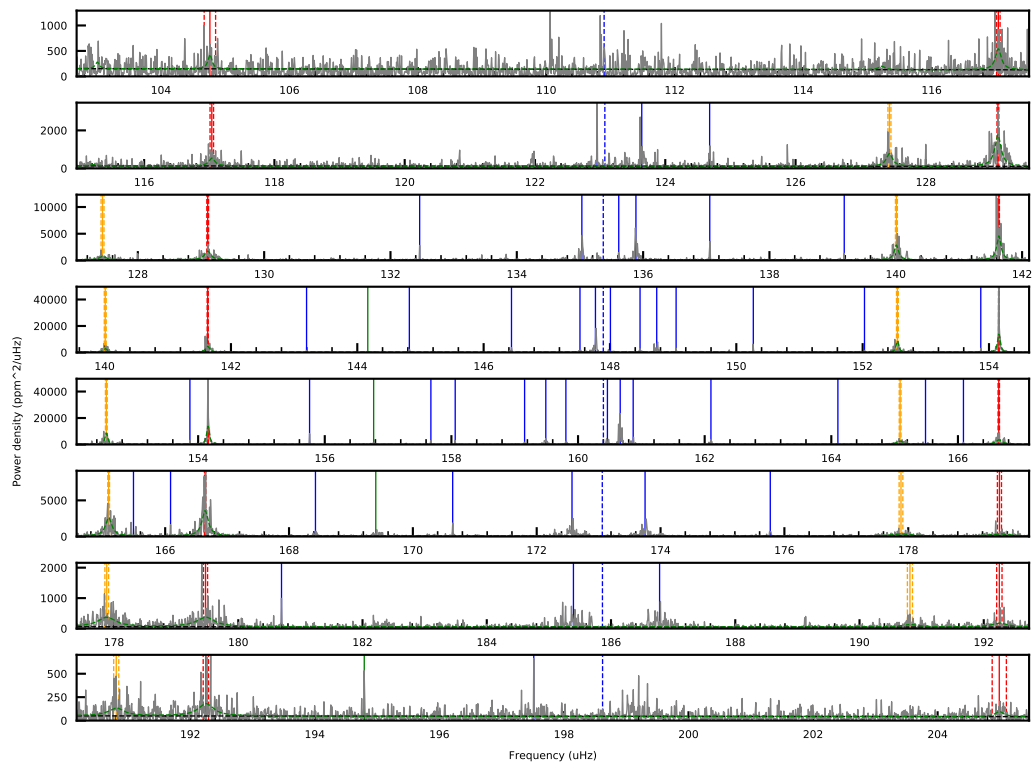 1000
500
0
104 106 108 110 112 114 116
2000
0
116 118 120 122 124 126 128
10000
5000
0
128 130 132 134 136 138 140 142
40000
20000
0
140 142 144 146 148 150 152 154
40000
20000
0
154 156 158 160 162 164 166
Power density (ppm^2/uHz)
5000
0
166 168 170 172 174 176 178
2000
1000
0
178 180 182 184 186 188 190 192
500
250
0
192 194 196 198 200 202 204
Frequency (uHz)